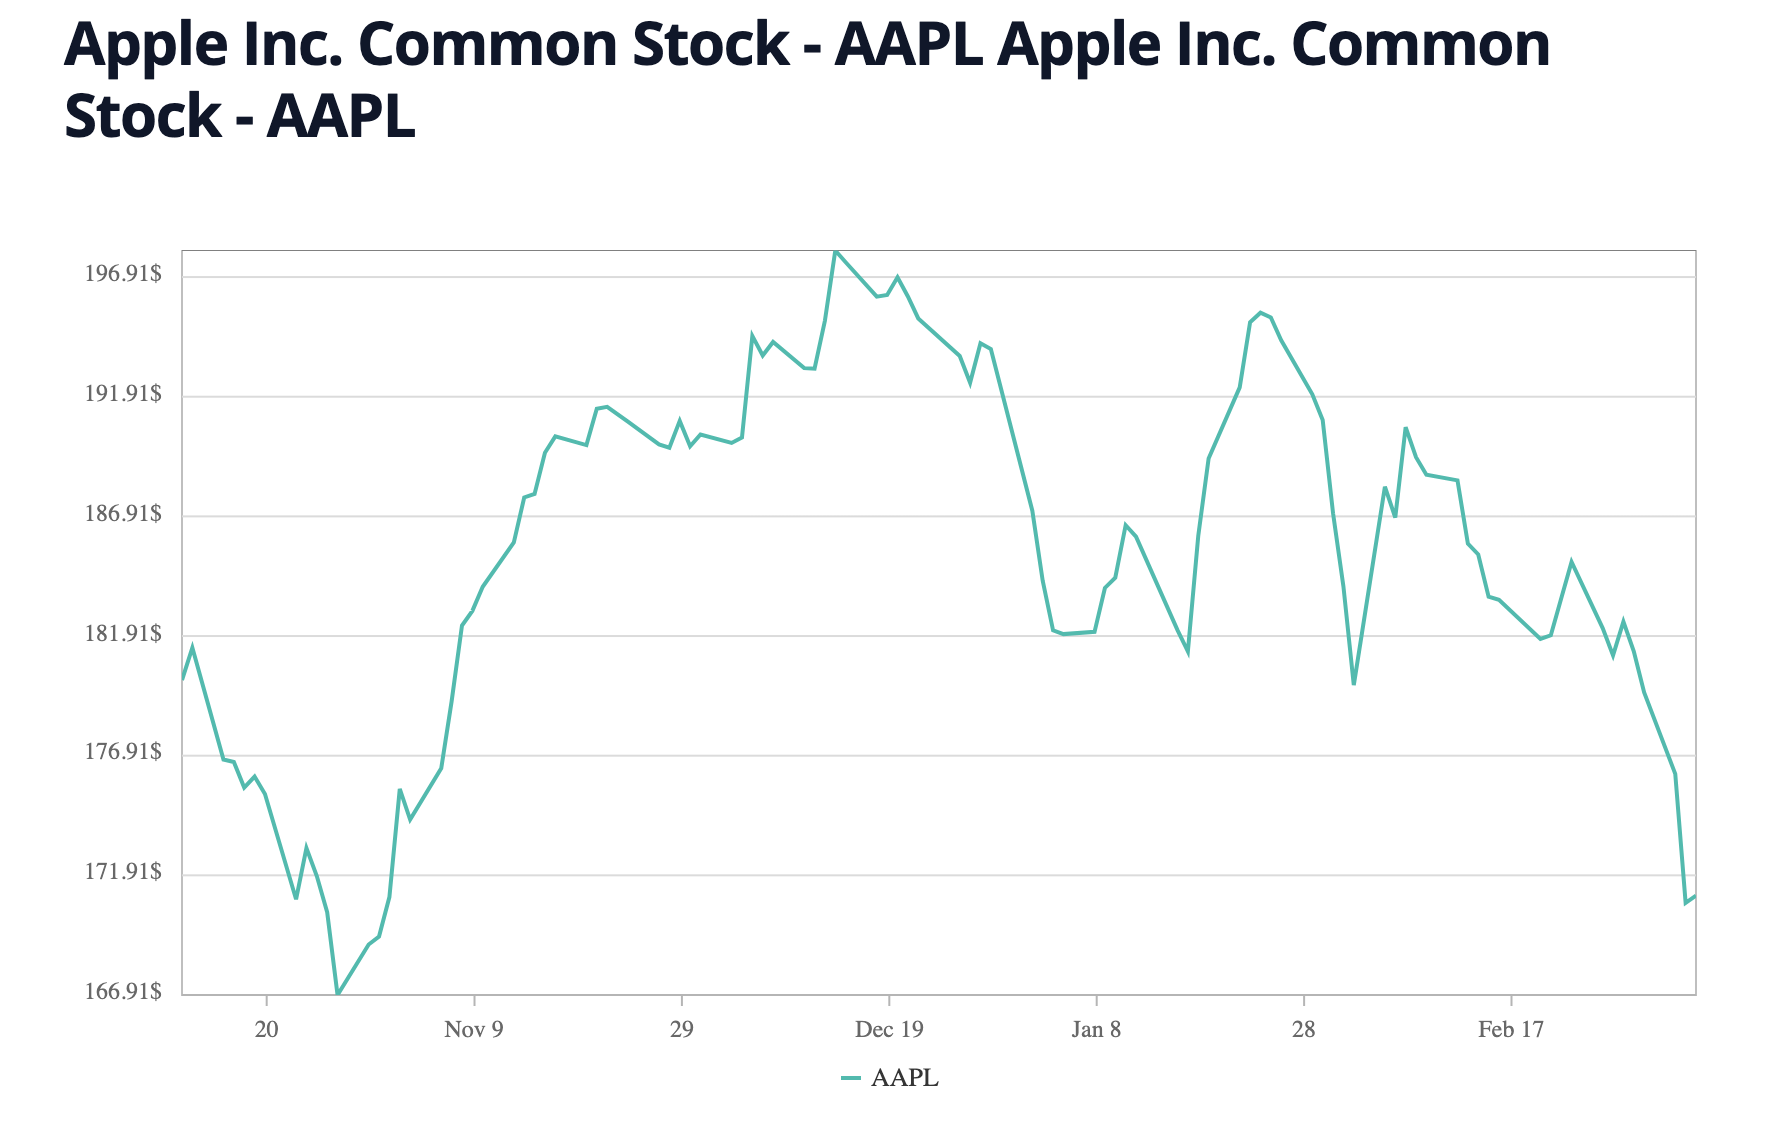 Apple Inc. Common Stock - AAPL Apple Inc. Common
Stock - AAPL
196.91$
191.91$
186.91$
181.91$
176.91$
171.91$
166.91$
20 Nov 9 29 Dec 19 Jan 8 28 Feb 17
AAPL